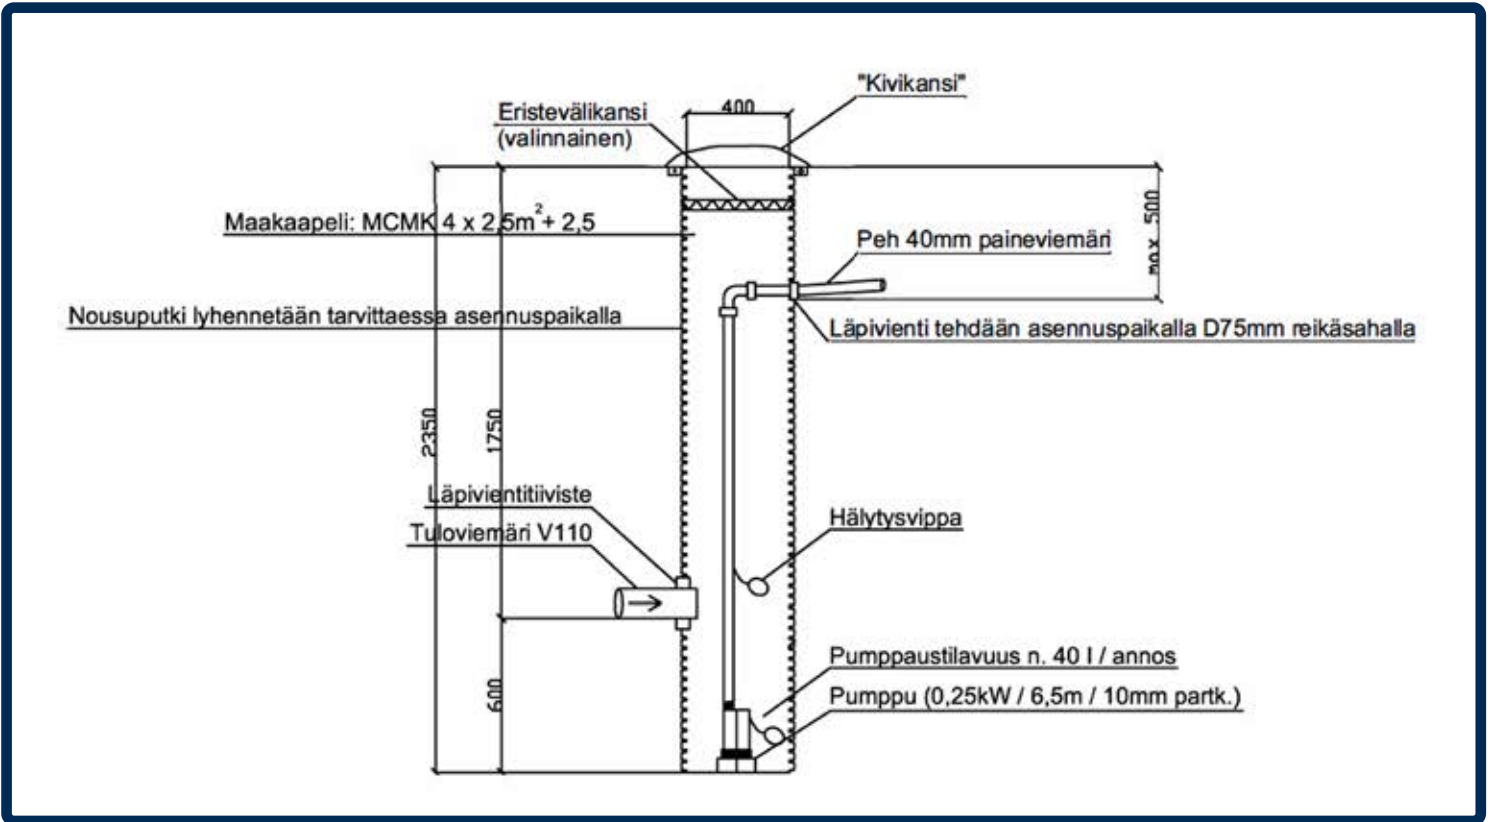 "Kivikansi"
Eristevälikansi
(valinnainen)
400
Maakaapeli: MCMK 4 x 2,5m²+ 2,5
max 500
Peh 40mm paineviemäri
Nousuputki lyhennetään tarvittaessa asennuspaikalla
Läpivienti tehdään asennuspaikalla D75mm reikäsahalla
2350
1750
Läpivientitiiviste
Tuloviemäri V110
Hälytysvippa
600
Pumppaustilavuus n. 40 l / annos
Pumppu (0,25kW / 6,5m / 10mm partk.)